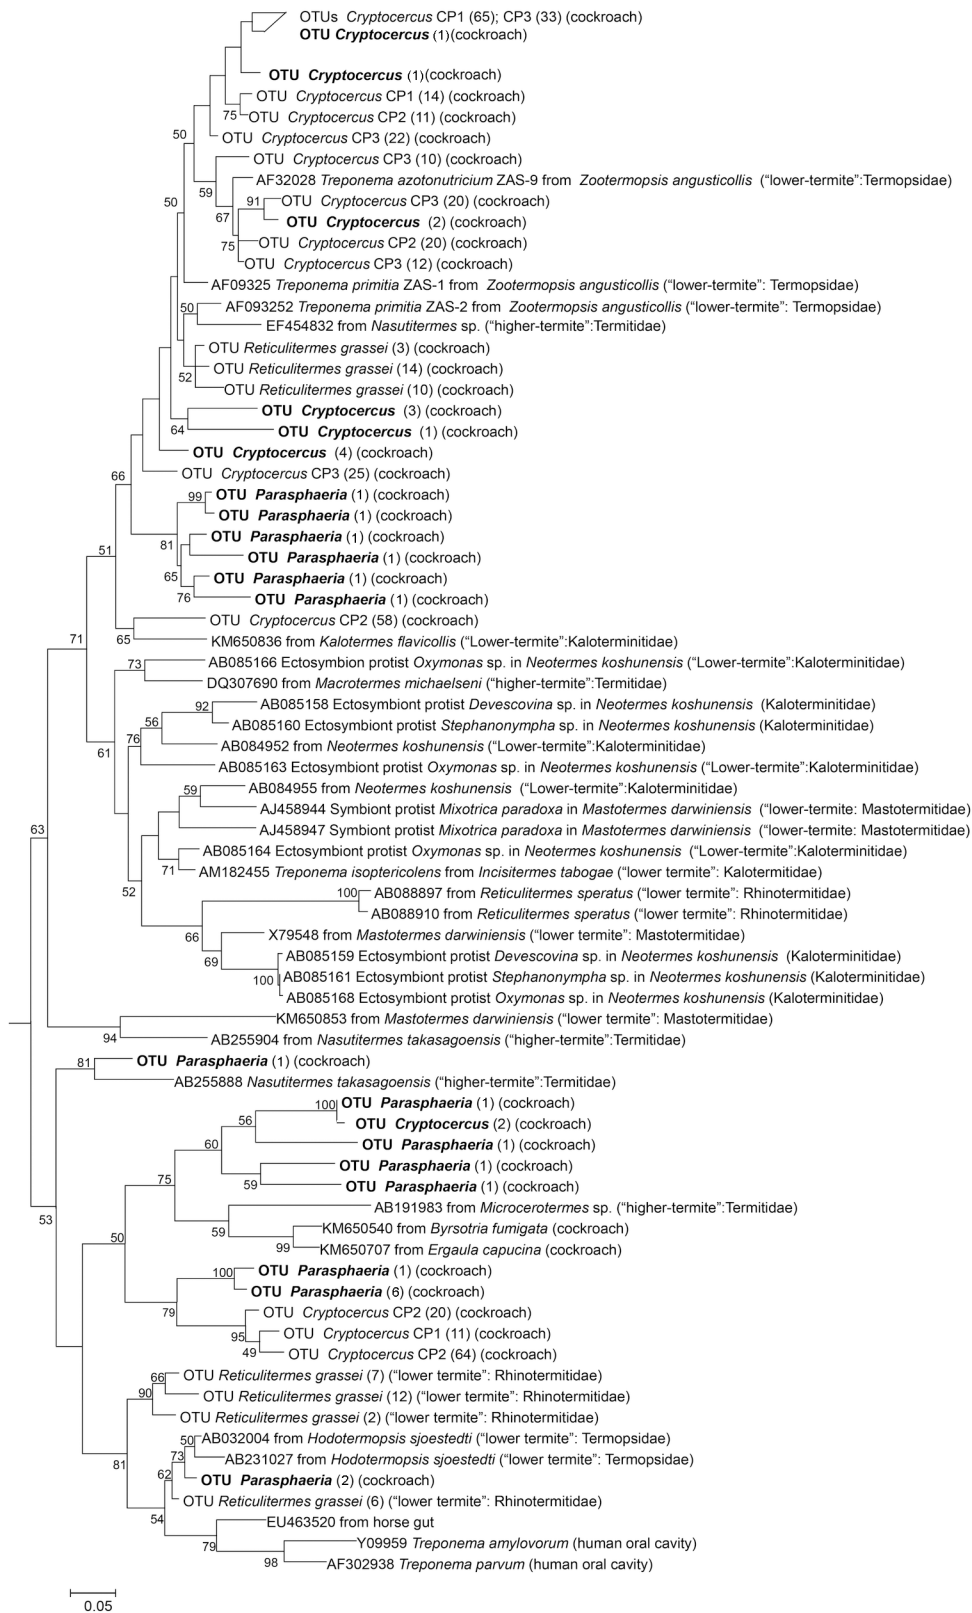 OTUs Cryptocercus CP1 (65); CP3 (33) (cockroach)
OTU Cryptocercus (1)(cockroach)
OTU Cryptocercus (1)(cockroach)
OTU Cryptocercus CP1 (14) (cockroach)
75
OTU Cryptocercus CP2 (11) (cockroach)
50
OTU Cryptocercus CP3 (22) (cockroach)
OTU Cryptocercus CP3 (10) (cockroach)
AF32028 Treponema azotonutricium ZAS-9 from Zootermopsis angusticollis (“lower-termite”:Termopsidae)
59
50
91
OTU Cryptocercus CP3 (20) (cockroach)
67
OTU Cryptocercus (2) (cockroach)
75
OTU Cryptocercus CP2 (20) (cockroach)
OTU Cryptocercus CP3 (12) (cockroach)
AF09325 Treponema primitia ZAS-1 from Zootermopsis angusticollis (“lower-termite”: Termopsidae)
50
AF093252 Treponema primitia ZAS-2 from Zootermopsis angusticollis (“lower-termite”: Termopsidae)
EF454832 from Nasutitermes sp. (“higher-termite”:Termitidae)
OTU Reticulitermes grassei (3) (cockroach)
OTU Reticulitermes grassei (14) (cockroach)
52
OTU Reticulitermes grassei (10) (cockroach)
OTU Cryptocercus (3) (cockroach)
64
OTU Cryptocercus (1) (cockroach)
OTU Cryptocercus (4) (cockroach)
OTU Cryptocercus CP3 (25) (cockroach)
66
99
OTU Parasphaeria (1) (cockroach)
OTU Parasphaeria (1) (cockroach)
OTU Parasphaeria (1) (cockroach)
81
51
OTU Parasphaeria (1) (cockroach)
65
OTU Parasphaeria (1) (cockroach)
76
OTU Parasphaeria (1) (cockroach)
OTU Cryptocercus CP2 (58) (cockroach)
71
65
KM650836 from Kalotermes flavicollis (“Lower-termite”:Kaloterminitidae)
73
AB085166 Ectosymbion protist Oxymonas sp. in Neotermes koshunensis (“Lower-termite”:Kaloterminitidae)
DQ307690 from Macrotermes michaelseni (“higher-termite”:Termitidae)
92
AB085158 Ectosymbiont protist Devescovina sp. in Neotermes koshunensis (Kaloterminitidae)
56
AB085160 Ectosymbiont protist Stephanonympha sp. in Neotermes koshunensis (Kaloterminitidae)
76
61
AB084952 from Neotermes koshunensis (“Lower-termite”:Kaloterminitidae)
AB085163 Ectosymbiont protist Oxymonas sp. in Neotermes koshunensis (“Lower-termite”:Kaloterminitidae)
59
AB084955 from Neotermes koshunensis (“Lower-termite”:Kaloterminitidae)
AJ458944 Symbiont protist Mixotrica paradoxa in Mastotermes darwiniensis (“lower-termite: Mastotermitidae)
63
AJ458947 Symbiont protist Mixotrica paradoxa in Mastotermes darwiniensis (“lower-termite: Mastotermitidae)
AB085164 Ectosymbiont protist Oxymonas sp. in Neotermes koshunensis (“Lower-termite”:Kaloterminitidae)
71
AM182455 Treponema isoptericolens from Incisitermes tabogae (“lower termite”: Kalotermitidae)
52
100
AB088897 from Reticulitermes speratus (“lower termite”: Rhinotermitidae)
AB088910 from Reticulitermes speratus (“lower termite”: Rhinotermitidae)
66
X79548 from Mastotermes darwiniensis (“lower termite”: Mastotermitidae)
69
AB085159 Ectosymbiont protist Devescovina sp. in Neotermes koshunensis (Kaloterminitidae)
100
AB085161 Ectosymbiont protist Stephanonympha sp. in Neotermes koshunensis (Kaloterminitidae)
AB085168 Ectosymbiont protist Oxymonas sp. in Neotermes koshunensis (Kaloterminitidae)
KM650853 from Mastotermes darwiniensis (“lower termite”: Mastotermitidae)
94
AB255904 from Nasutitermes takasagoensis (“higher-termite”:Termitidae)
81
OTU Parasphaeria (1) (cockroach)
AB255888 Nasutitermes takasagoensis (“higher-termite”:Termitidae)
100
OTU Parasphaeria (1) (cockroach)
56
OTU Cryptocercus (2) (cockroach)
60
OTU Parasphaeria (1) (cockroach)
OTU Parasphaeria (1) (cockroach)
75
59
OTU Parasphaeria (1) (cockroach)
AB191983 from Microcerotermes sp. (“higher-termite”:Termitidae)
53
59
KM650540 from Byrsotria fumigata (cockroach)
50
99
KM650707 from Ergaula capucina (cockroach)
100
OTU Parasphaeria (1) (cockroach)
OTU Parasphaeria (6) (cockroach)
79
OTU Cryptocercus CP2 (20) (cockroach)
95
OTU Cryptocercus CP1 (11) (cockroach)
49
OTU Cryptocercus CP2 (64) (cockroach)
66
OTU Reticulitermes grassei (7) (“lower termite”: Rhinotermitidae)
90
OTU Reticulitermes grassei (12) (“lower termite”: Rhinotermitidae)
OTU Reticulitermes grassei (2) (“lower termite”: Rhinotermitidae)
50
AB032004 from Hodotermopsis sjoestedti (“lower termite”: Termopsidae)
73
AB231027 from Hodotermopsis sjoestedti (“lower termite”: Termopsidae)
81
62
OTU Parasphaeria (2) (cockroach)
OTU Reticulitermes grassei (6) (“lower termite”: Rhinotermitidae)
54
EU463520 from horse gut
79
Y09959 Treponema amylovorum (human oral cavity)
98
AF302938 Treponema parvum (human oral cavity)
0.05